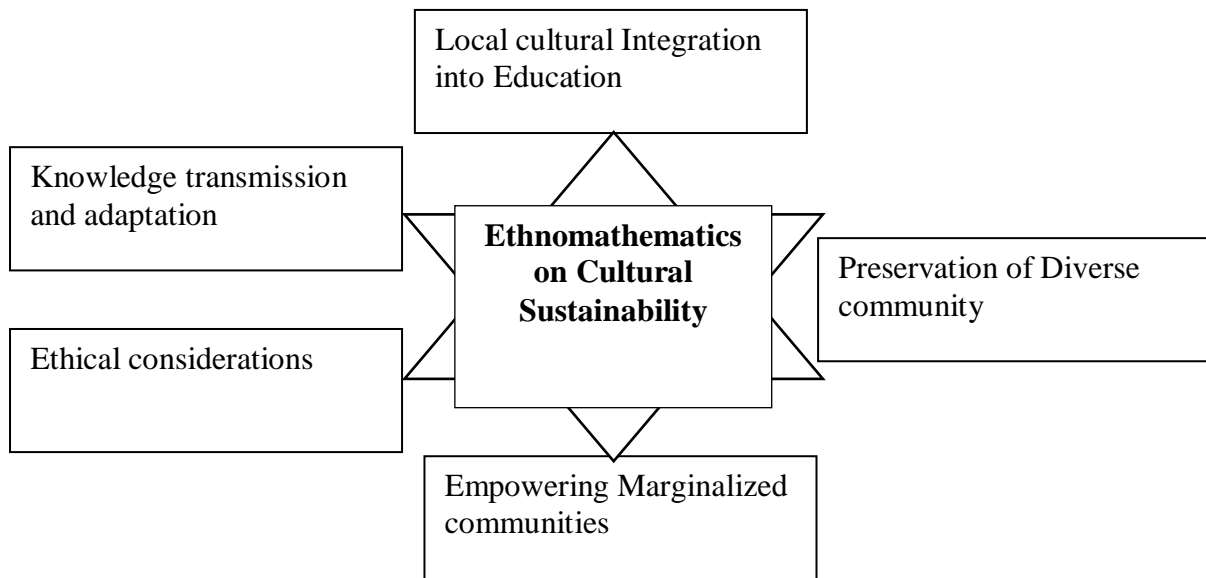 Local cultural Integration
into Education
Knowledge transmission
and adaptation
Ethnomathematics
on Cultural
Sustainability
Preservation of Diverse
community
Ethical considerations
Empowering Marginalized
communities